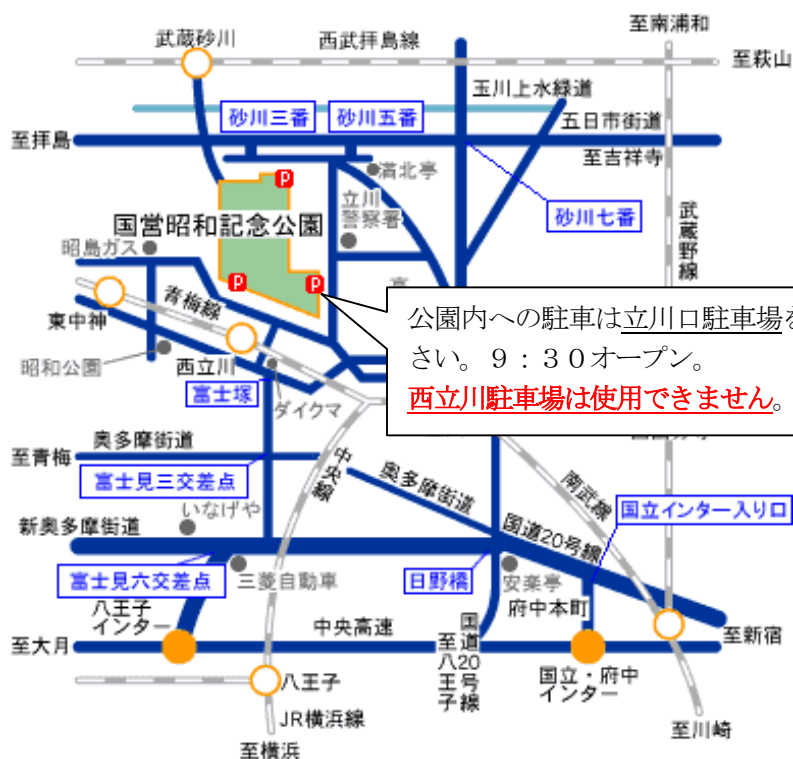 至南浦和
武蔵砂川
西武拝島線
至萩山
玉川上水緑道
砂川三番
砂川五番
五日市街道
至拝島
至吉祥寺
満北亭
P
立川
警察署
砂川七番
武蔵野線
国営昭和記念公園
昭島ガス
P
P
青梅線
東中神
公園内への駐車は立川口駐車場を
さい。9:30オープン。
西立川駐車場は使用できません。
昭和公園
西立川
富士塚
ダイクマ
奥多摩街道
至青梅
中央線
奥多摩街道
南武線
富士見三交差点
いなげや
国立インター入り口
新奥多摩街道
国道20号線
富士見六交差点
三菱自動車
日野橋
安楽亭
八王子
インター
府中本町
中央高速
至大月
国道20号線
至八王子
至新宿
国立・府中
インター
八王子
JR横浜線
至横浜
至川崎